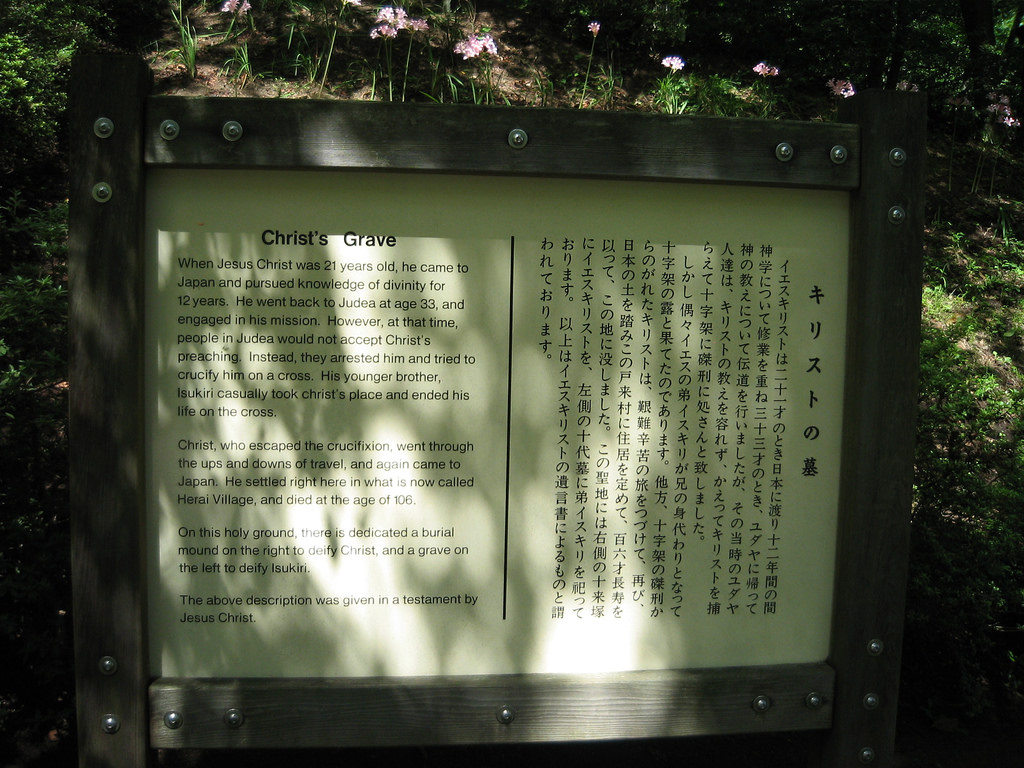 Christ's Grave
When Jesus Christ was 21 years old, he came to
Japan and pursued knowledge of divinity for
12 years. He went back to Judea at age 33, and
engaged in his mission. However, at that time,
people in Judea would not accept Christ's
preaching. Instead, they arrested him and tried to
crucify him on a cross. His younger brother,
Isukiri casually took christ's place and ended his
life on the cross.
Christ, who escaped the crucifixion, went through
the ups and downs of travel, and again came to
Japan. He settled right here in what is now called
Herai Village, and died at the age of 106.
On this holy ground, there is dedicated a burial
mound on the right to deify Christ, and a grave on
the left to deify Isukiri.
The above description was given in a testament by
Jesus Christ.
キリストの墓
イエスキリストは二十一才のとき日本に渡り十二年間の間
神学について修業を重ね三十三才のとき、ユダヤに帰って
神の教えについて伝道を行いましたが、その当時のユダヤ
人達は、キリストの教えを容れず、かえってキリストを捕
らえて十字架に磔刑に処さんと致しました。
しかし偶々イエスの弟イスキリが兄の身代わりとなって
十字架の露と果てたのであります。他方、十字架の磔刑か
らのがれたキリストは、艱難辛苦の旅をつづけて、再び、
日本の土を踏みこの戸来村に住居を定めて、百六才長寿を
以って、この地に没しました。この聖地には右側の十来塚
にイエスキリストを、左側の十代墓に弟イスキリを祀って
おります。以上はイエスキリストの遺言書によるものと謂
われております。